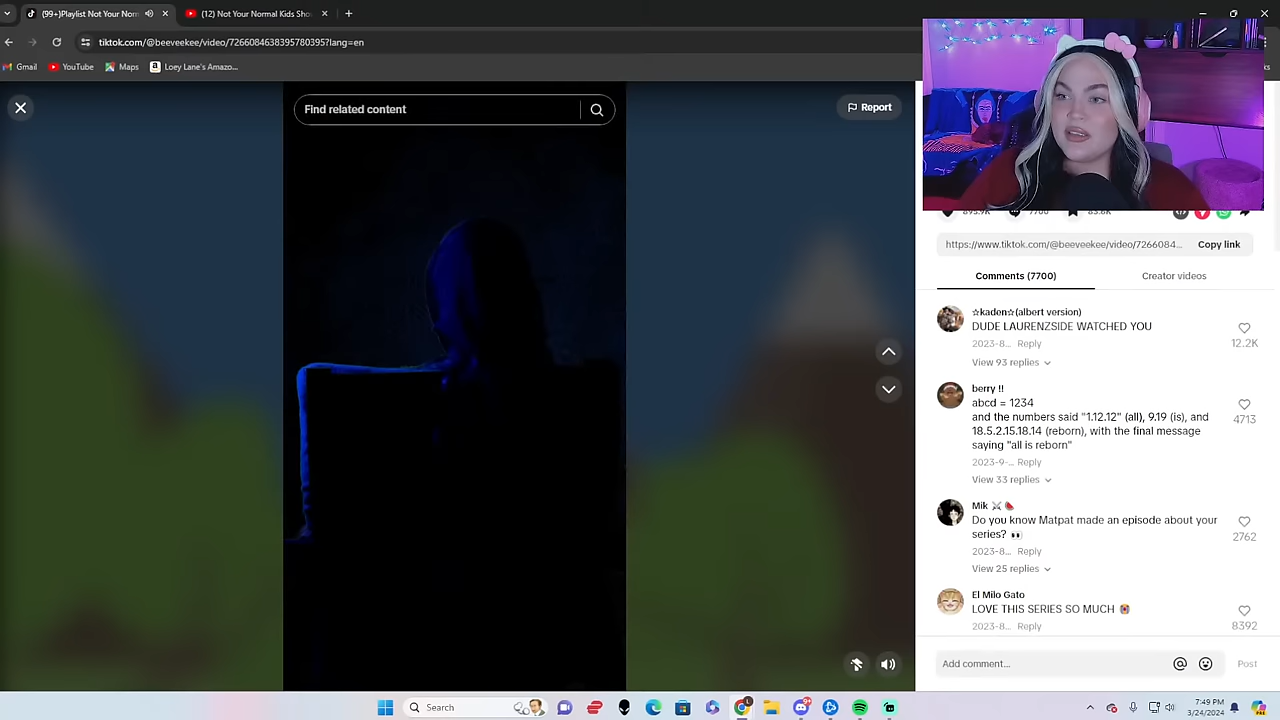 (99+)Playlist Not Your Norm
(12) Not Your Normal Kids Sho
tiktok.com/@beeveekee/video/
?lang=en
Gmail
YouTube
Maps
Loey Lane's Amazo...
Find related content
Report
7700
https://www.tiktok.com/@beeveekee/video/7266084...
Copy link
Comments (7700)
Creator videos
☆kaden☆(albert version)
DUDE LAURENZSIDE WATCHED YOU
2023-8... Reply
12.2K
View 93 replies
berry !!
abcd = 1234
and the numbers said "1.12.12" (all), 9.19 (is), and
18.5.2.15.18.14 (reborn), with the final message
saying "all is reborn"
4713
2023-9-... Reply
View 33 replies
Mik ⚔️ 🍉
Do you know Matpat made an episode about your
series? 👀
2762
2023-8... Reply
View 25 replies
El Milo Gato
LOVE THIS SERIES SO MUCH
2023-8... Reply
8392
Add comment...
Post
Search
7:49 PM
3/24/2024